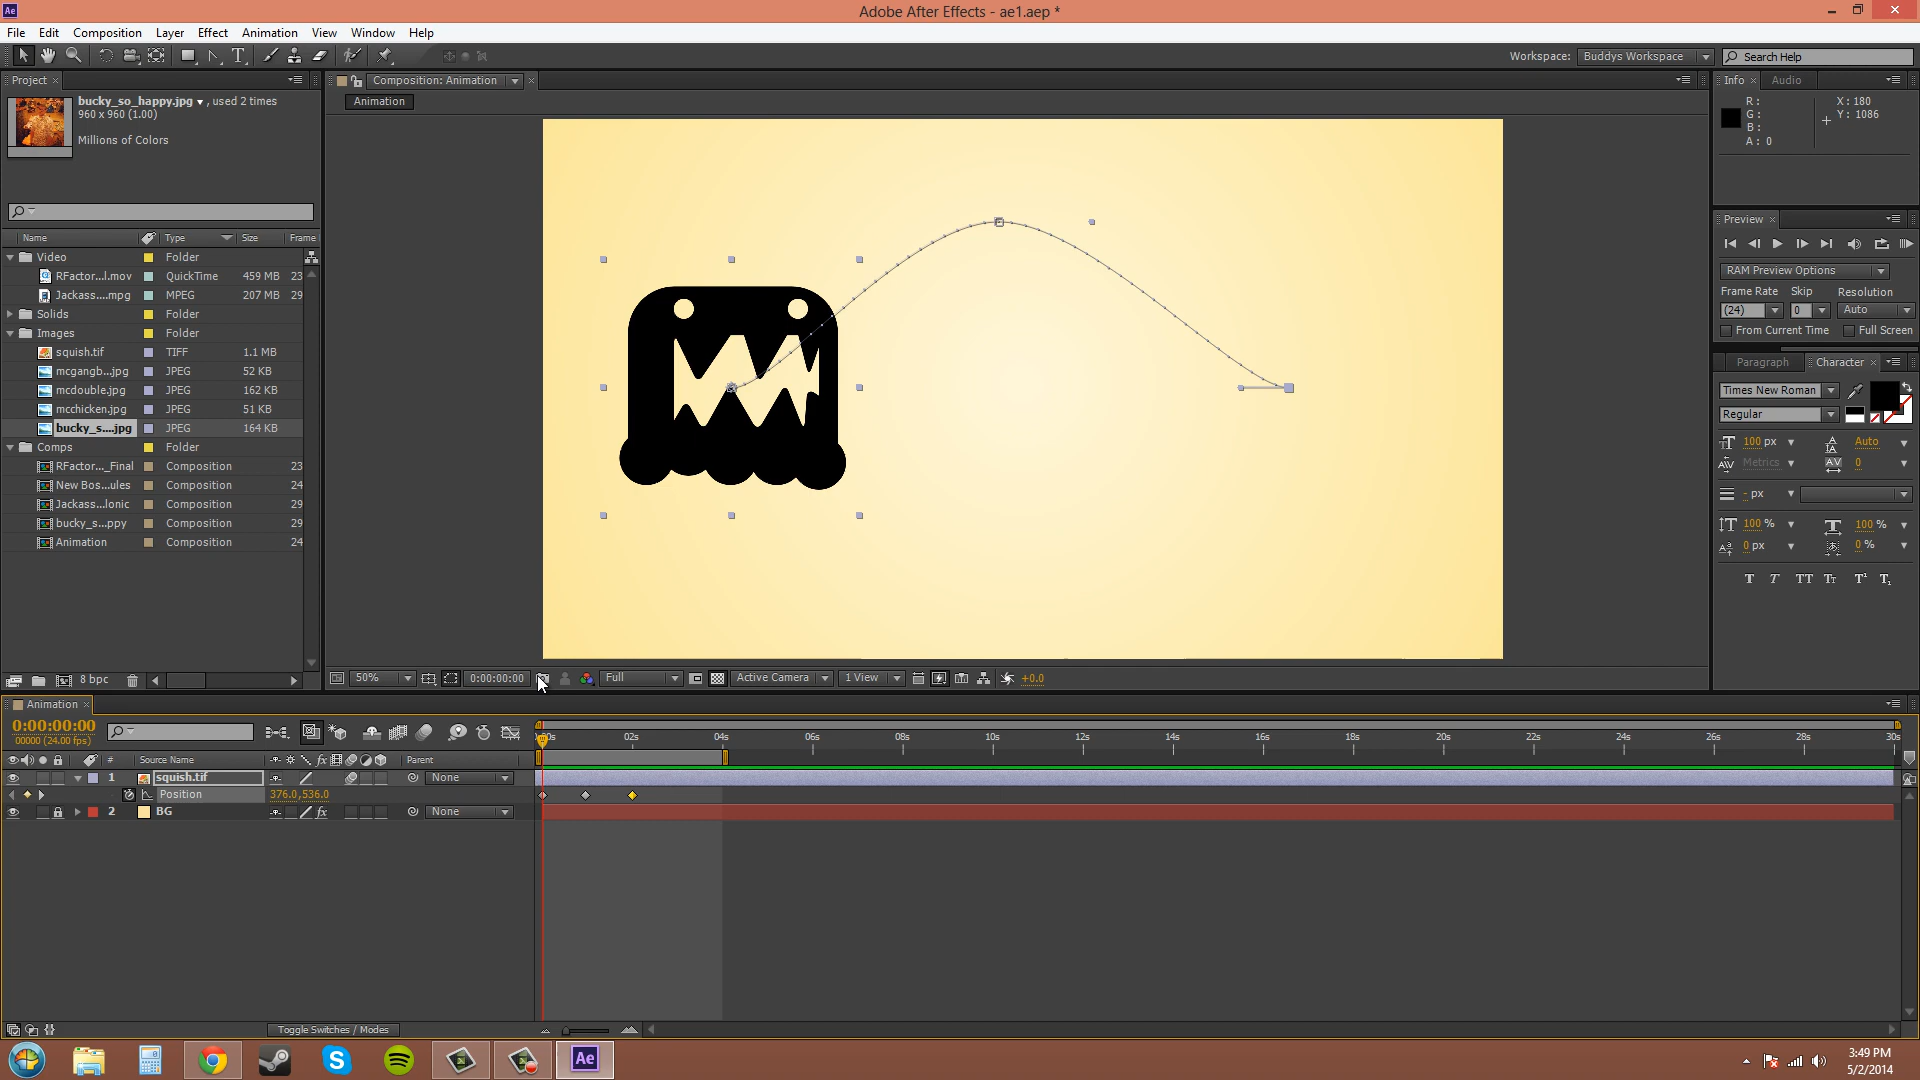 Ae
Adobe After Effects - ae1.aep *
File Edit Composition Layer Effect Animation View Window Help
T
Workspace: Buddys Workspace
Search Help
Project
bucky_so_happy.jpg , used 2 times
960 x 960 (1.00)
Millions of Colors
Name Type Size Frame
Video Folder
RFactor...l.mov QuickTime 459 MB 23
Jackass....mpg MPEG 207 MB 29
Solids Folder
Images Folder
squish.tif TIFF 1.1 MB
mcgangb...jpg JPEG 52 KB
mcdouble.jpg JPEG 162 KB
mcchicken.jpg JPEG 51 KB
bucky_s....jpg JPEG 164 KB
Comps Folder
RFactor..._Final Composition 23
New Bos...ules Composition 24
Jackass...lonic Composition 29
bucky_s...ppy Composition 29
Animation Composition 24
8 bpc
Composition: Animation
Animation
50% 0:00:00:00 Full Active Camera 1 View +0.0
Info Audio
R:
G:
B:
A: 0
X: 180
Y: 1086
Preview
RAM Preview Options
Frame Rate Skip Resolution
(24) 0 Auto
From Current Time Full Screen
Paragraph Character
Times New Roman
Regular
100 px Auto
Metrics 0
- px
100 % 100 %
0 px 0 %
T T TT Tt T¹ T₁
Animation
0:00:00:00
00000 (24.00 fps)
# Source Name fx Parent
1 squish.tif None
Position 376.0,536.0
2 BG fx None
00s 02s 04s 06s 08s 10s 12s 14s 16s 18s 20s 22s 24s 26s 28s 30s
Toggle Switches / Modes
Ae
3:49 PM
5/2/2014